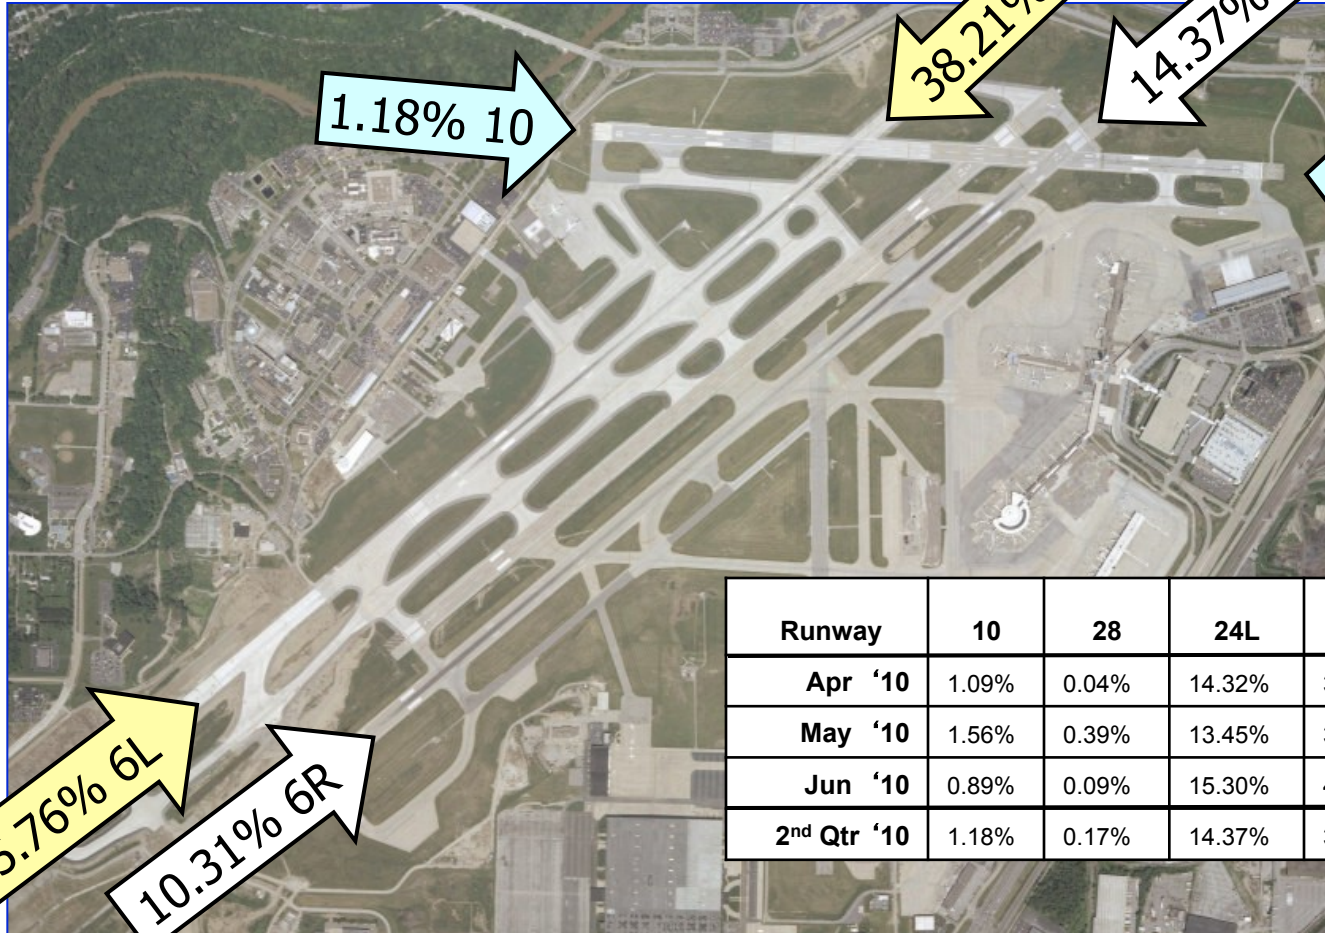 38.21%
14.37%
1.18% 10
Runway 10 28 24L
Apr ‘10 1.09% 0.04% 14.32%
May ‘10 1.56% 0.39% 13.45%
Jun ‘10 0.89% 0.09% 15.30%
2nd Qtr ‘10 1.18% 0.17% 14.37%
.76% 6L
10.31% 6R